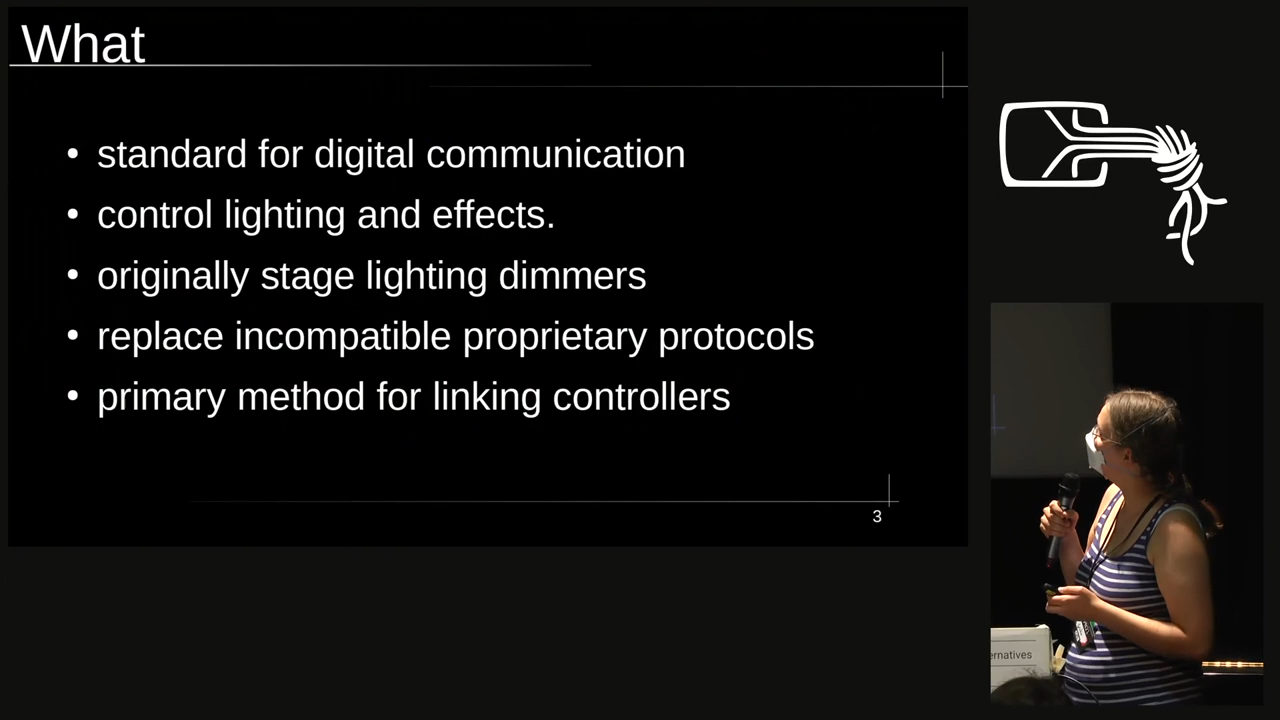 What
• standard for digital communication
• control lighting and effects.
• originally stage lighting dimmers
• replace incompatible proprietary protocols
• primary method for linking controllers
3
ernatives